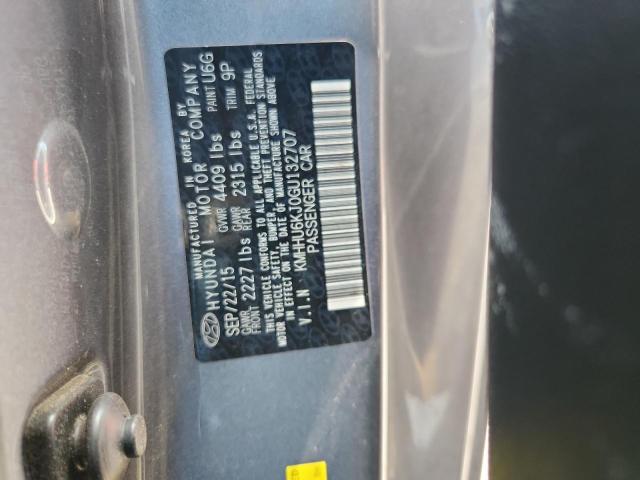 MANUFACTURED IN KOREA BY
HYUNDAI MOTOR COMPANY
SEP/22/15 GVWR 4409 lbs PAINT U6G
GAWR FRONT 2227 lbs GAWR REAR 2315 lbs TRIM 9P
THIS VEHICLE CONFORMS TO ALL APPLICABLE U.S.A. FEDERAL
MOTOR VEHICLE SAFETY, BUMPER, AND THEFT PREVENTION STANDARDS
IN EFFECT ON THE DATE OF MANUFACTURE SHOWN ABOVE
V.I.N KMHHU6KJ0GU132707
PASSENGER CAR